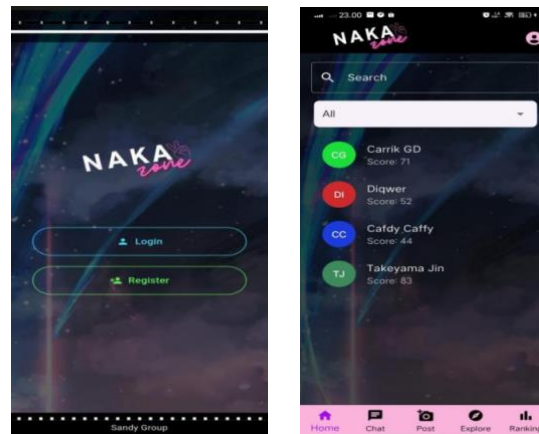 NAKA
zone
Login
Register
Sandy Group
23.00
NAKA
zone
Search
All
CG
Carrik GD
Score: 71
DI
Diqwer
Score: 52
CC
Cafdy Caffy
Score: 44
TJ
Takeyama Jin
Score: 83
Home Chat Post Explore Ranking